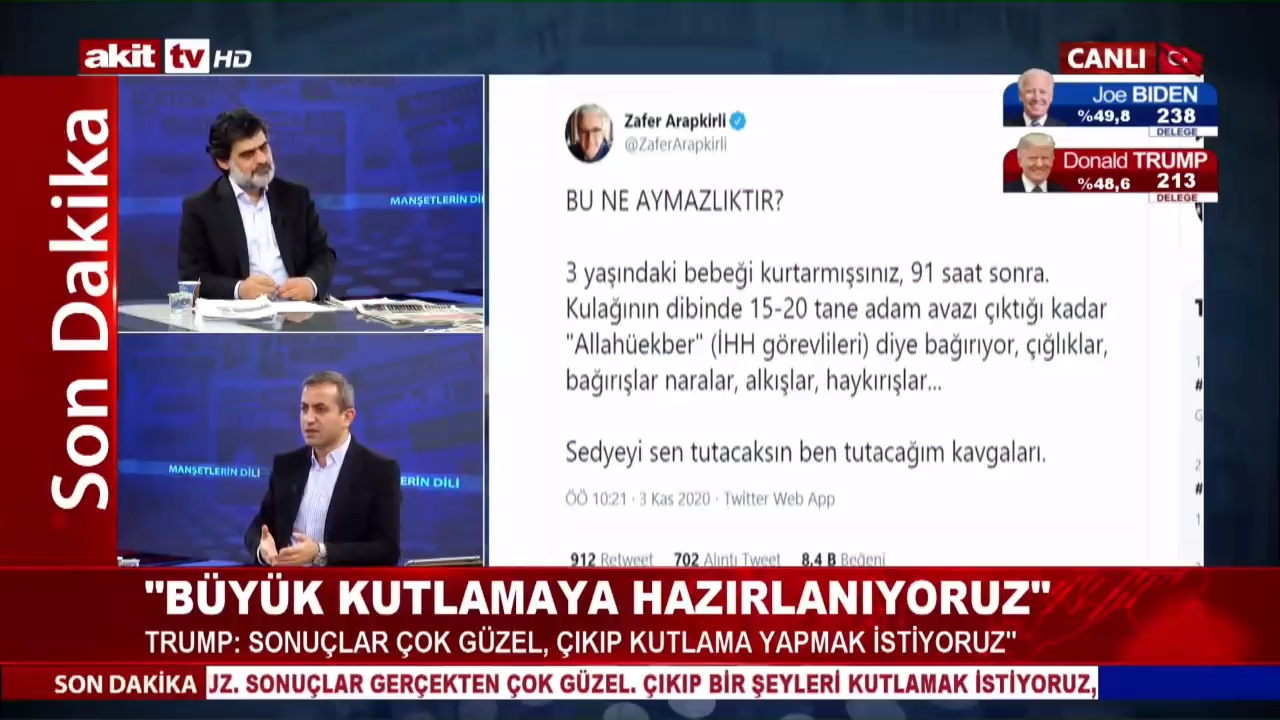 akit tv HD
CANLI
Son Dakika
MANŞETLERİN Dİ
MANŞETLERİN DİLİ
ERİN DİLİ
Zafer Arapkirli
@ZaferArapkirli
BU NE AYMAZLIKTIR?
3 yaşındaki bebeği kurtarmışsınız, 91 saat sonra.
Kulağının dibinde 15-20 tane adam avazı çıktığı kadar
"Allahüekber" (İHH görevlileri) diye bağırıyor, çığlıklar,
bağırışlar naralar, alkışlar, haykırışlar...
Sedyeyi sen tutacaksın ben tutacağım kavgaları.
ÖÖ 10:21 · 3 Kas 2020 · Twitter Web App
912 Retweet 702 Alıntı Tweet 8,4 B Beğeni
Joe BIDEN
%49,8 238
DELEGE
Donald TRUMP
%48,6 213
DELEGE
"BÜYÜK KUTLAMAYA HAZIRLANIYORUZ"
TRUMP: SONUÇLAR ÇOK GÜZEL, ÇIKIP KUTLAMA YAPMAK İSTİYORUZ"
SON DAKİKA JZ. SONUÇLAR GERÇEKTEN ÇOK GÜZEL. ÇIKIP BİR ŞEYLERİ KUTLAMAK İSTİYORUZ,